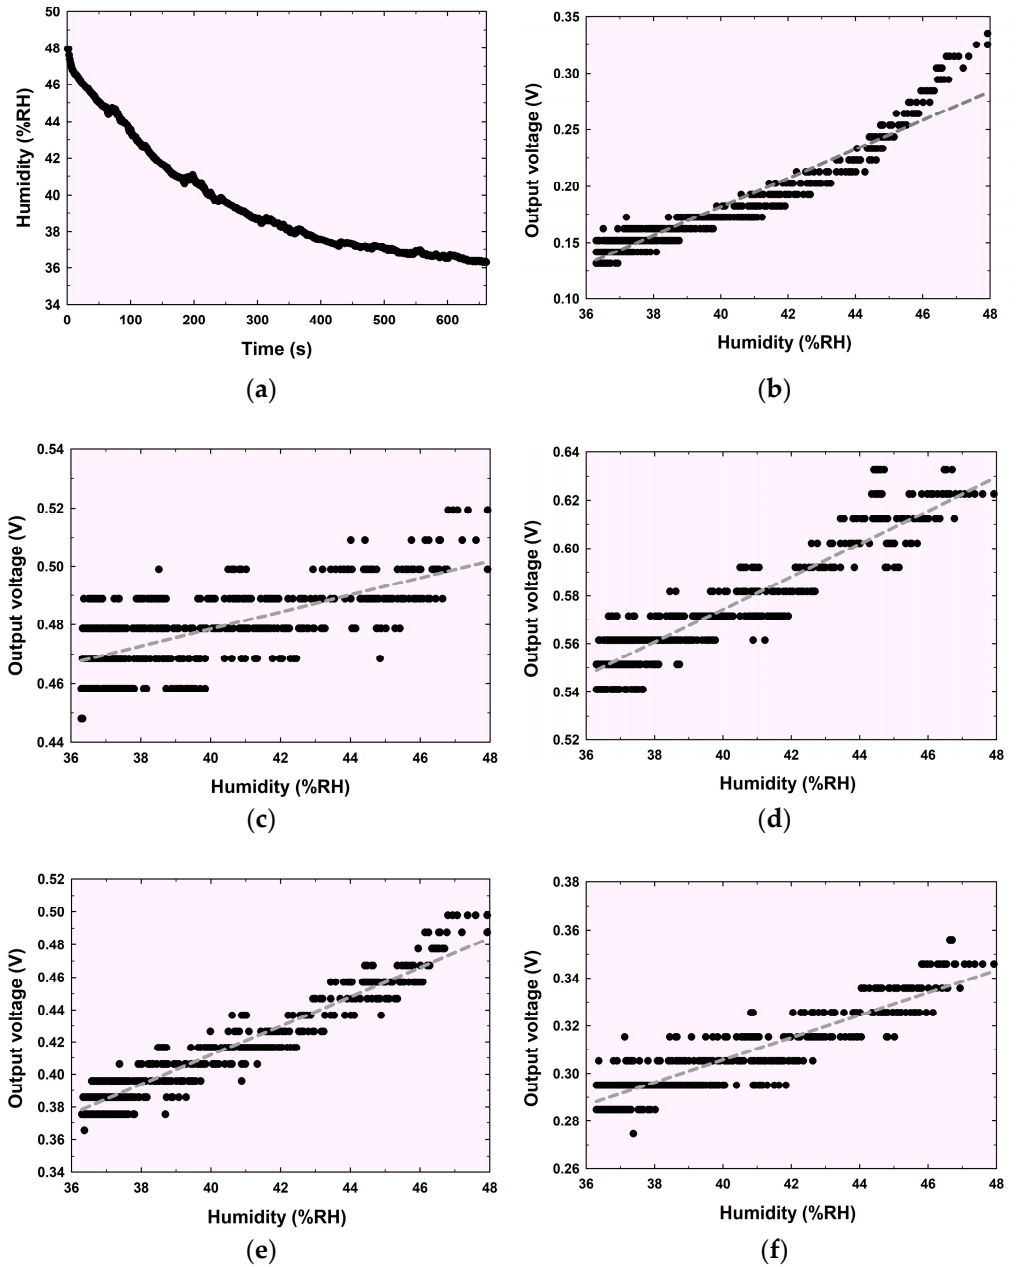 50
48
46
44
42
40
38
36
34
Humidity (%RH)
0 100 200 300 400 500 600
Time (s)
(a)
0.35
0.30
0.25
0.20
0.15
0.10
Output voltage (V)
36 38 40 42 44 46 48
Humidity (%RH)
(b)
0.54
0.52
0.50
0.48
0.46
0.44
Output voltage (V)
36 38 40 42 44 46 48
Humidity (%RH)
(c)
0.64
0.62
0.60
0.58
0.56
0.54
0.52
Output voltage (V)
36 38 40 42 44 46 48
Humidity (%RH)
(d)
0.52
0.50
0.48
0.46
0.44
0.42
0.40
0.38
0.36
0.34
Output voltage (V)
36 38 40 42 44 46 48
Humidity (%RH)
(e)
0.38
0.36
0.34
0.32
0.30
0.28
0.26
Output voltage (V)
36 38 40 42 44 46 48
Humidity (%RH)
(f)